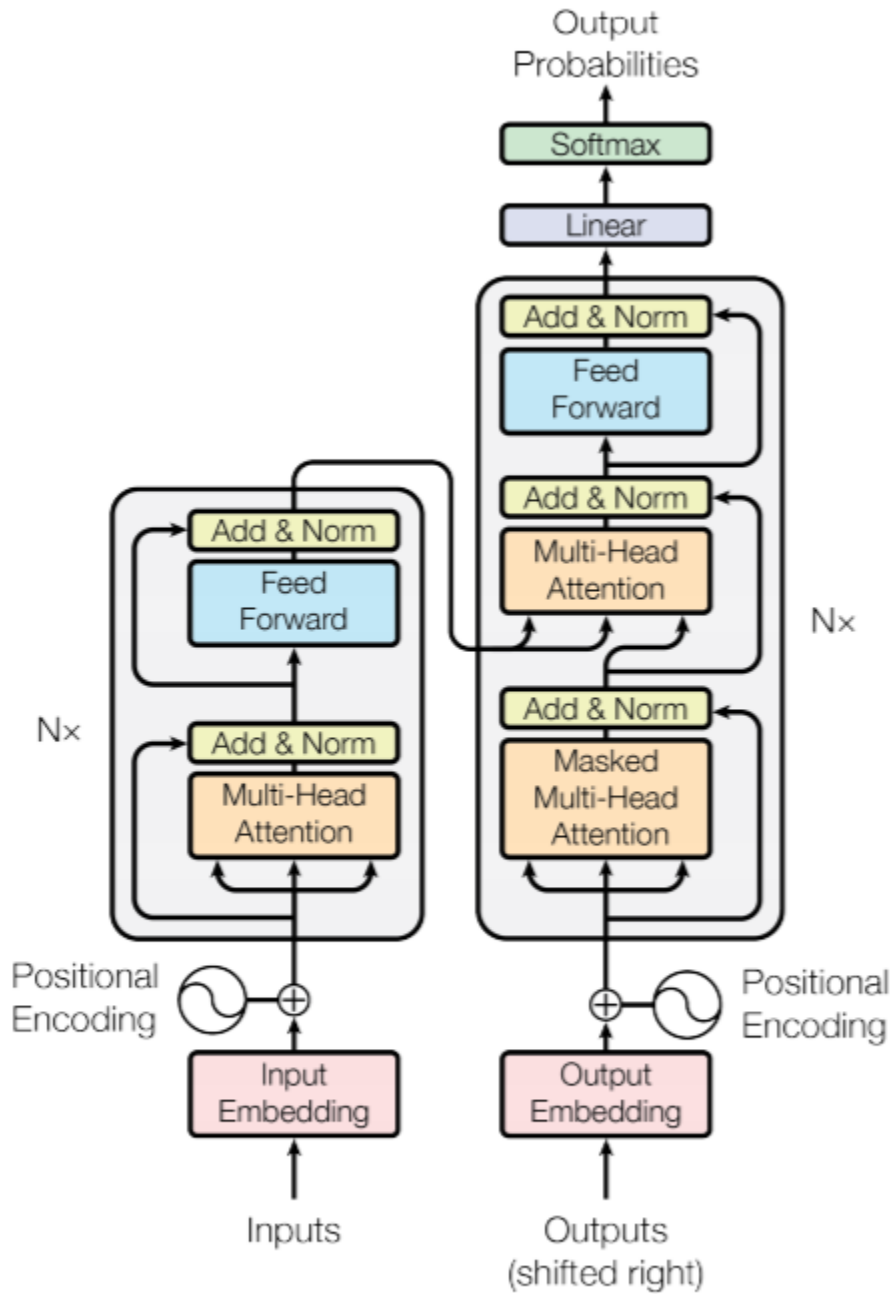 Output
Probabilities
Softmax
Linear
Add & Norm
Feed
Forward
Add & Norm
Multi-Head
Attention
Add & Norm
Masked
Multi-Head
Attention
N×
Add & Norm
Feed
Forward
Add & Norm
Multi-Head
Attention
N×
Positional
Encoding
Positional
Encoding
Input
Embedding
Output
Embedding
Inputs
Outputs
(shifted right)